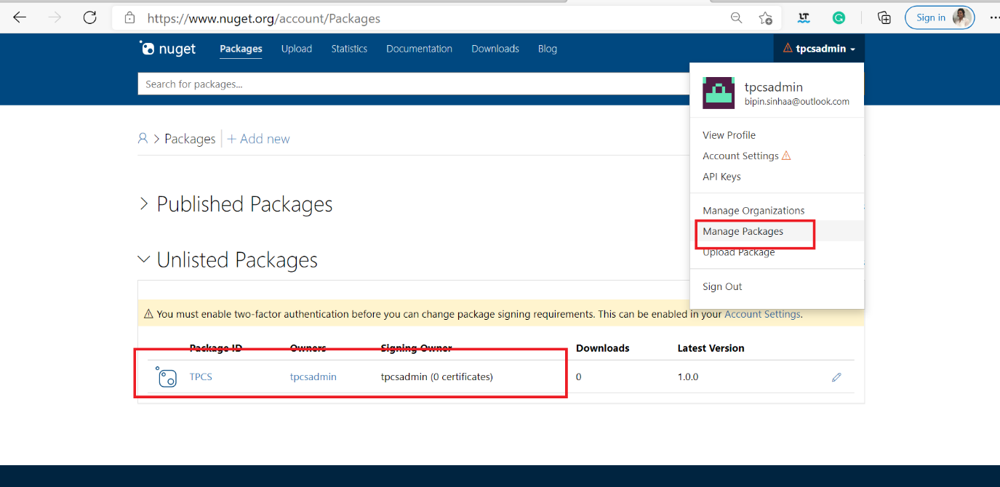 https://www.nuget.org/account/Packages
LT
G
Sign in
nuget Packages Upload Statistics Documentation Downloads Blog tpcsadmin
Search for packages...
tpcsadmin
bipin.sinhaa@outlook.com
View Profile
Account Settings
API Keys
Manage Organizations
Manage Packages
Upload Package
Sign Out
Packages + Add new
Published Packages
Unlisted Packages
You must enable two-factor authentication before you can change package signing requirements. This can be enabled in your Account Settings.
Package ID Owners Signing Owner Downloads Latest Version
TPCS tpcsadmin tpcsadmin (0 certificates) 0 1.0.0